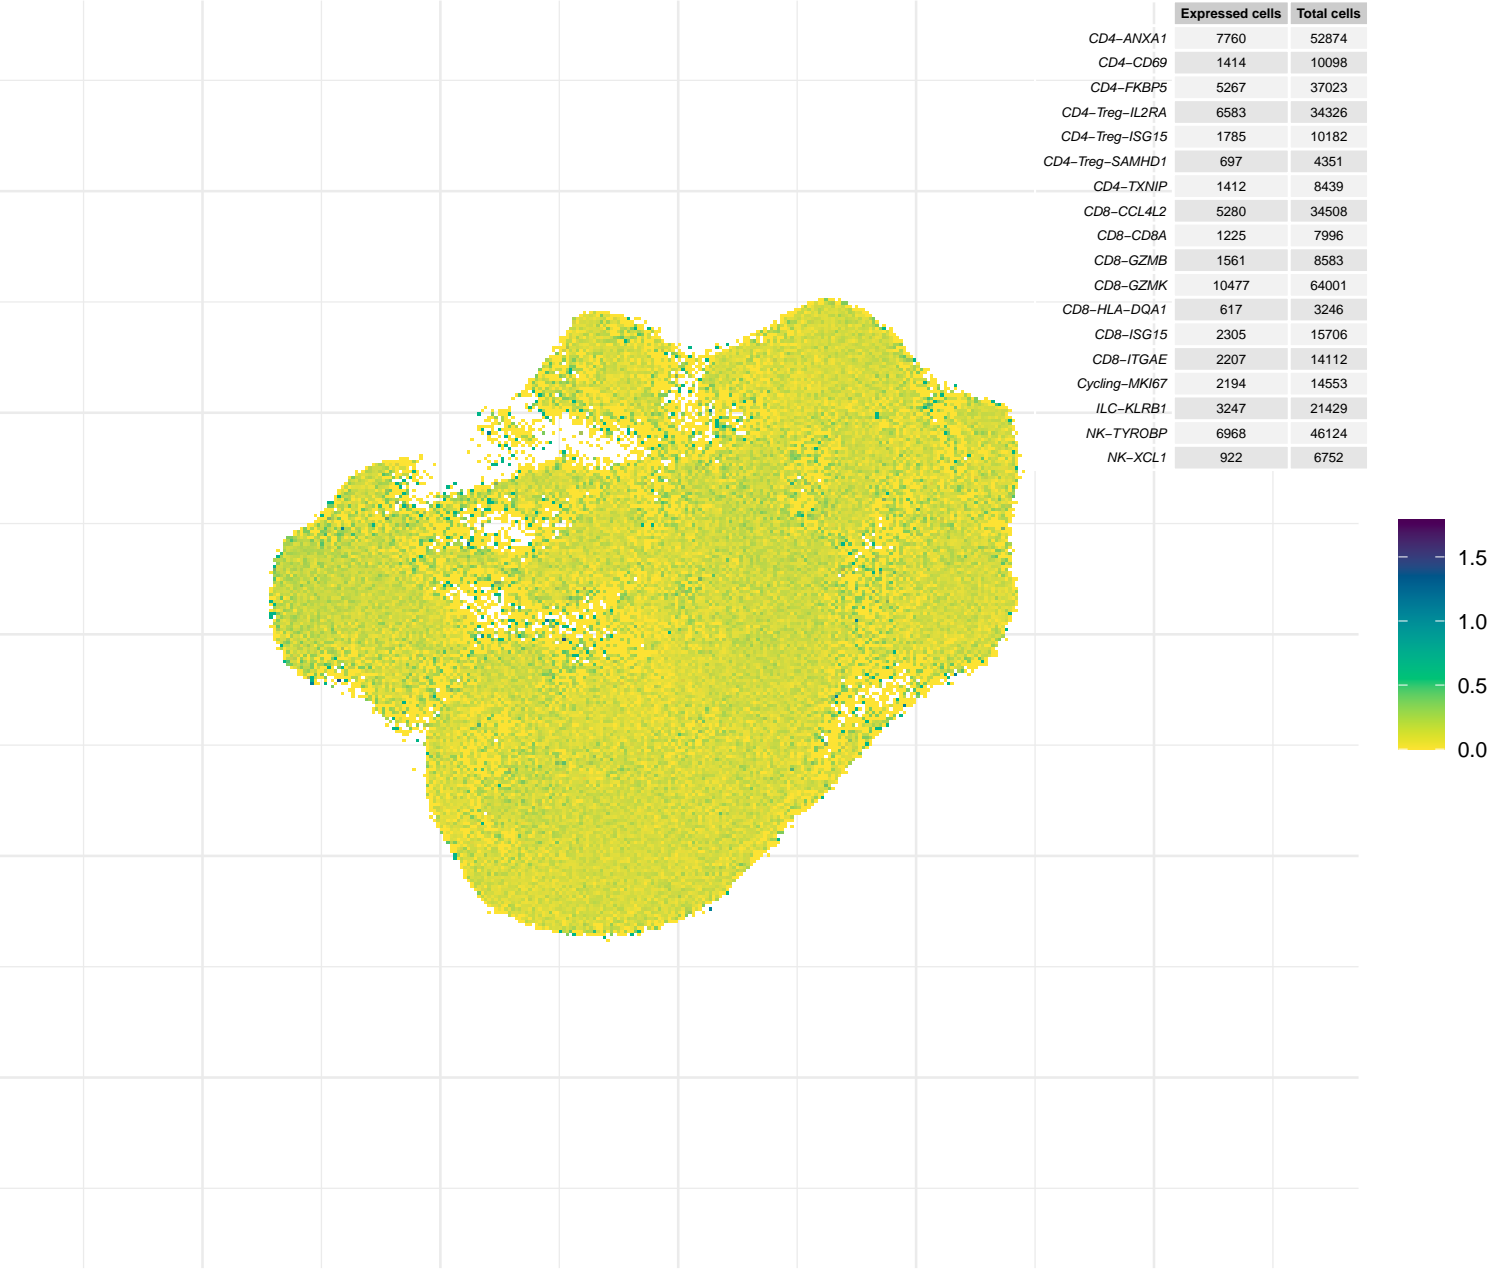 Expressed cells Total cells
CD4−ANXA1 7760 52874
CD4−CD69 1414 10098
CD4−FKBP5 5267 37023
CD4−Treg−IL2RA 6583 34326
CD4−Treg−ISG15 1785 10182
CD4−Treg−SAMHD1 697 4351
CD4−TXNIP 1412 8439
CD8−CCL4L2 5280 34508
CD8−CD8A 1225 7996
CD8−GZMB 1561 8583
CD8−GZMK 10477 64001
CD8−HLA−DQA1 617 3246
CD8−ISG15 2305 15706
CD8−ITGAE 2207 14112
Cycling−MKI67 2194 14553
ILC−KLRB1 3247 21429
NK−TYROBP 6968 46124
NK−XCL1 922 6752
1.5
1.0
0.5
0.0